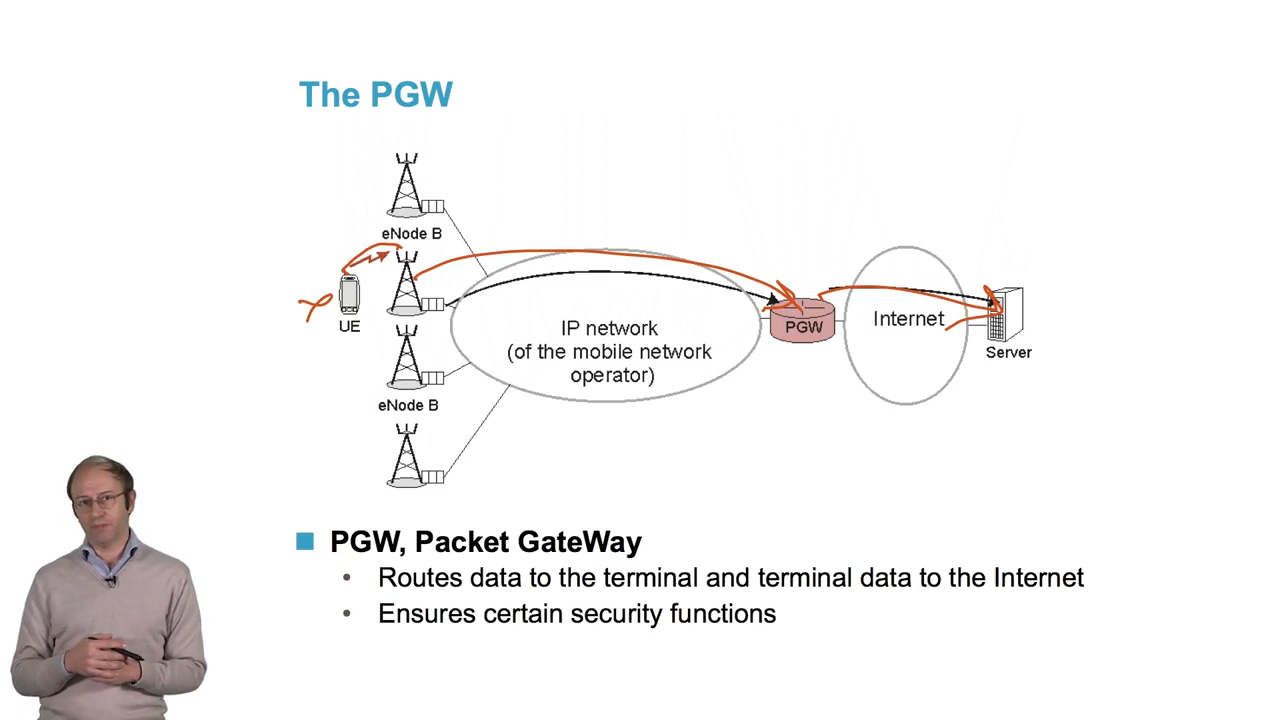 The PGW
eNode B
UE
IP network
(of the mobile network
operator)
PGW
Internet
Server
eNode B
PGW, Packet GateWay
• Routes data to the terminal and terminal data to the Internet
• Ensures certain security functions